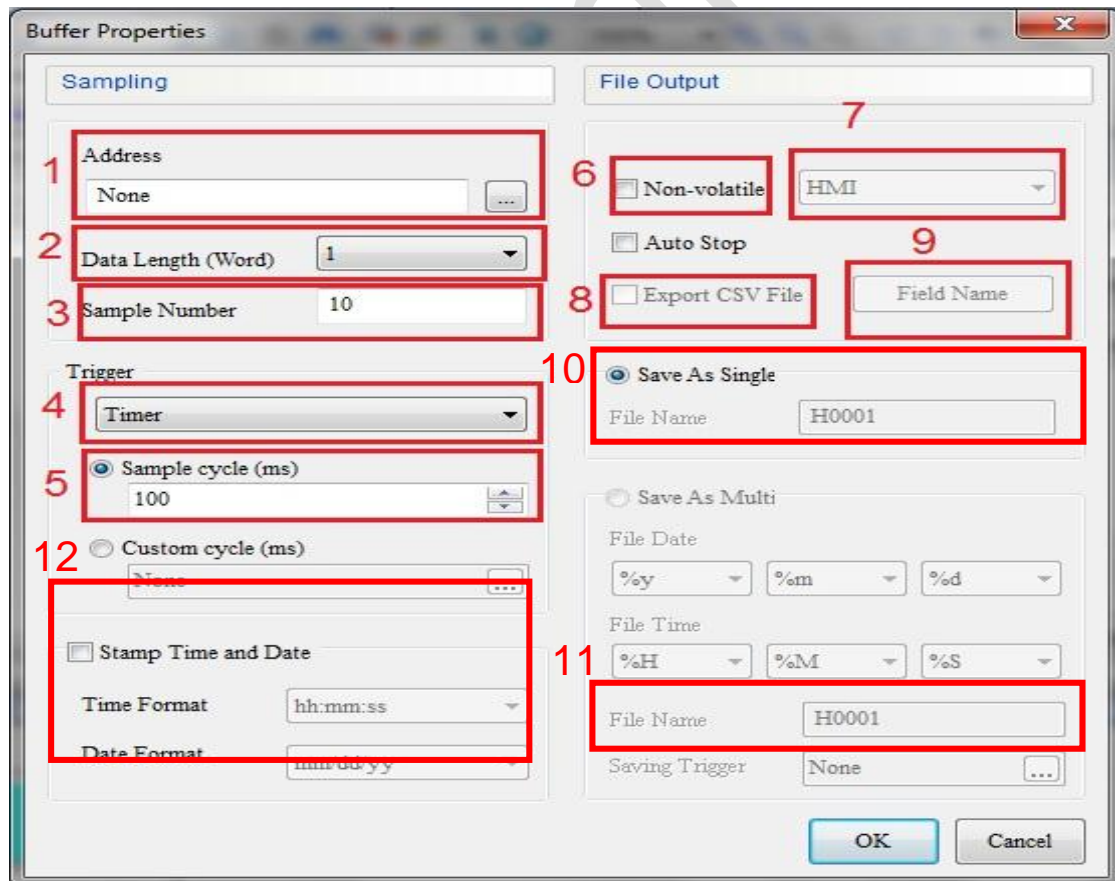 Buffer Properties
Sampling
1
Address
None
...
2
Data Length (Word)
1
3
Sample Number
10
Trigger
4
Timer
5
Sample cycle (ms)
100
12
Custom cycle (ms)
None
...
Stamp Time and Date
Time Format
hh:mm:ss
Date Format
mm/dd/yy
File Output
7
6
Non-volatile
HMI
Auto Stop
9
8
Export CSV File
Field Name
10
Save As Single
File Name
H0001
Save As Multi
File Date
%y
%m
%d
File Time
11
%H
%M
%S
File Name
H0001
Saving Trigger
None
...
OK
Cancel